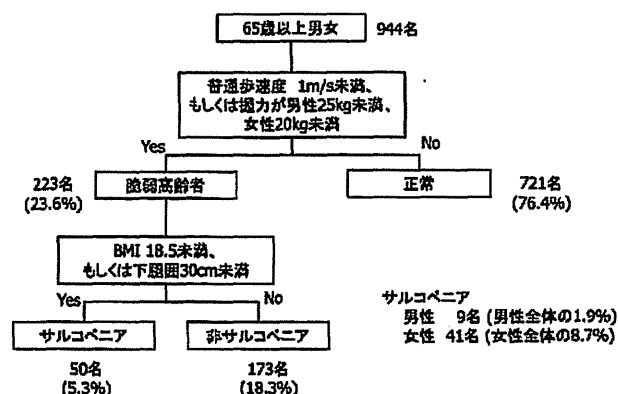 65歳以上男女 944名
普通歩速度 1m/s未満、
もしくは握力が男性25kg未満、
女性20kg未満
Yes No
223名 脆弱高齢者 正常 721名
(23.6%) (76.4%)
BMI 18.5未満、
もしくは下腿囲30cm未満
Yes No
サルコペニア
男性 9名 (男性全体の1.9%)
女性 41名 (女性全体の8.7%)
サルコペニア 非サルコペニア
50名 173名
(5.3%) (18.3%)